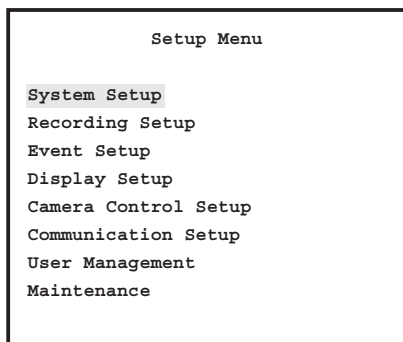 Setup Menu
System Setup
Recording Setup
Event Setup
Display Setup
Camera Control Setup
Communication Setup
User Management
Maintenance